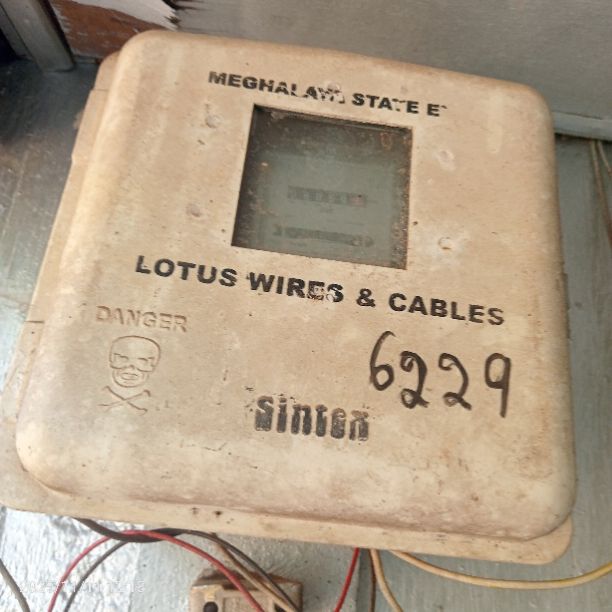 MEGHALAYA STATE E
LOTUS WIRES & CABLES
DANGER
6229
Sintex